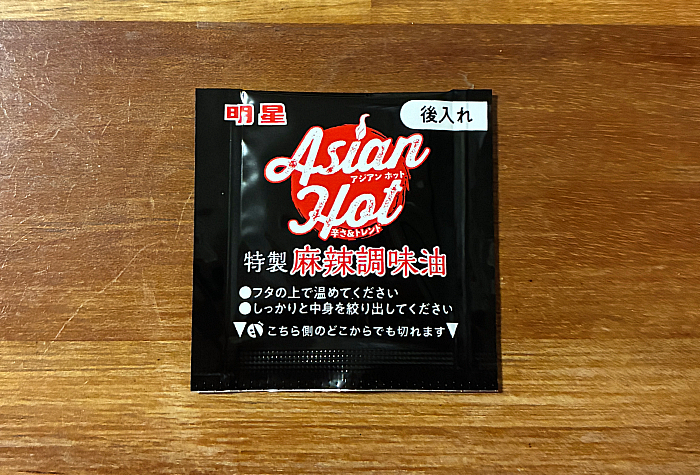 明星
後入れ
Asian
アジアン ホット
Hot
辛さ&トレンド
特製 麻辣調味油
●フタの上で温めてください
●しっかりと中身を絞り出してください
▼こちら側のどこからでも切れます▼